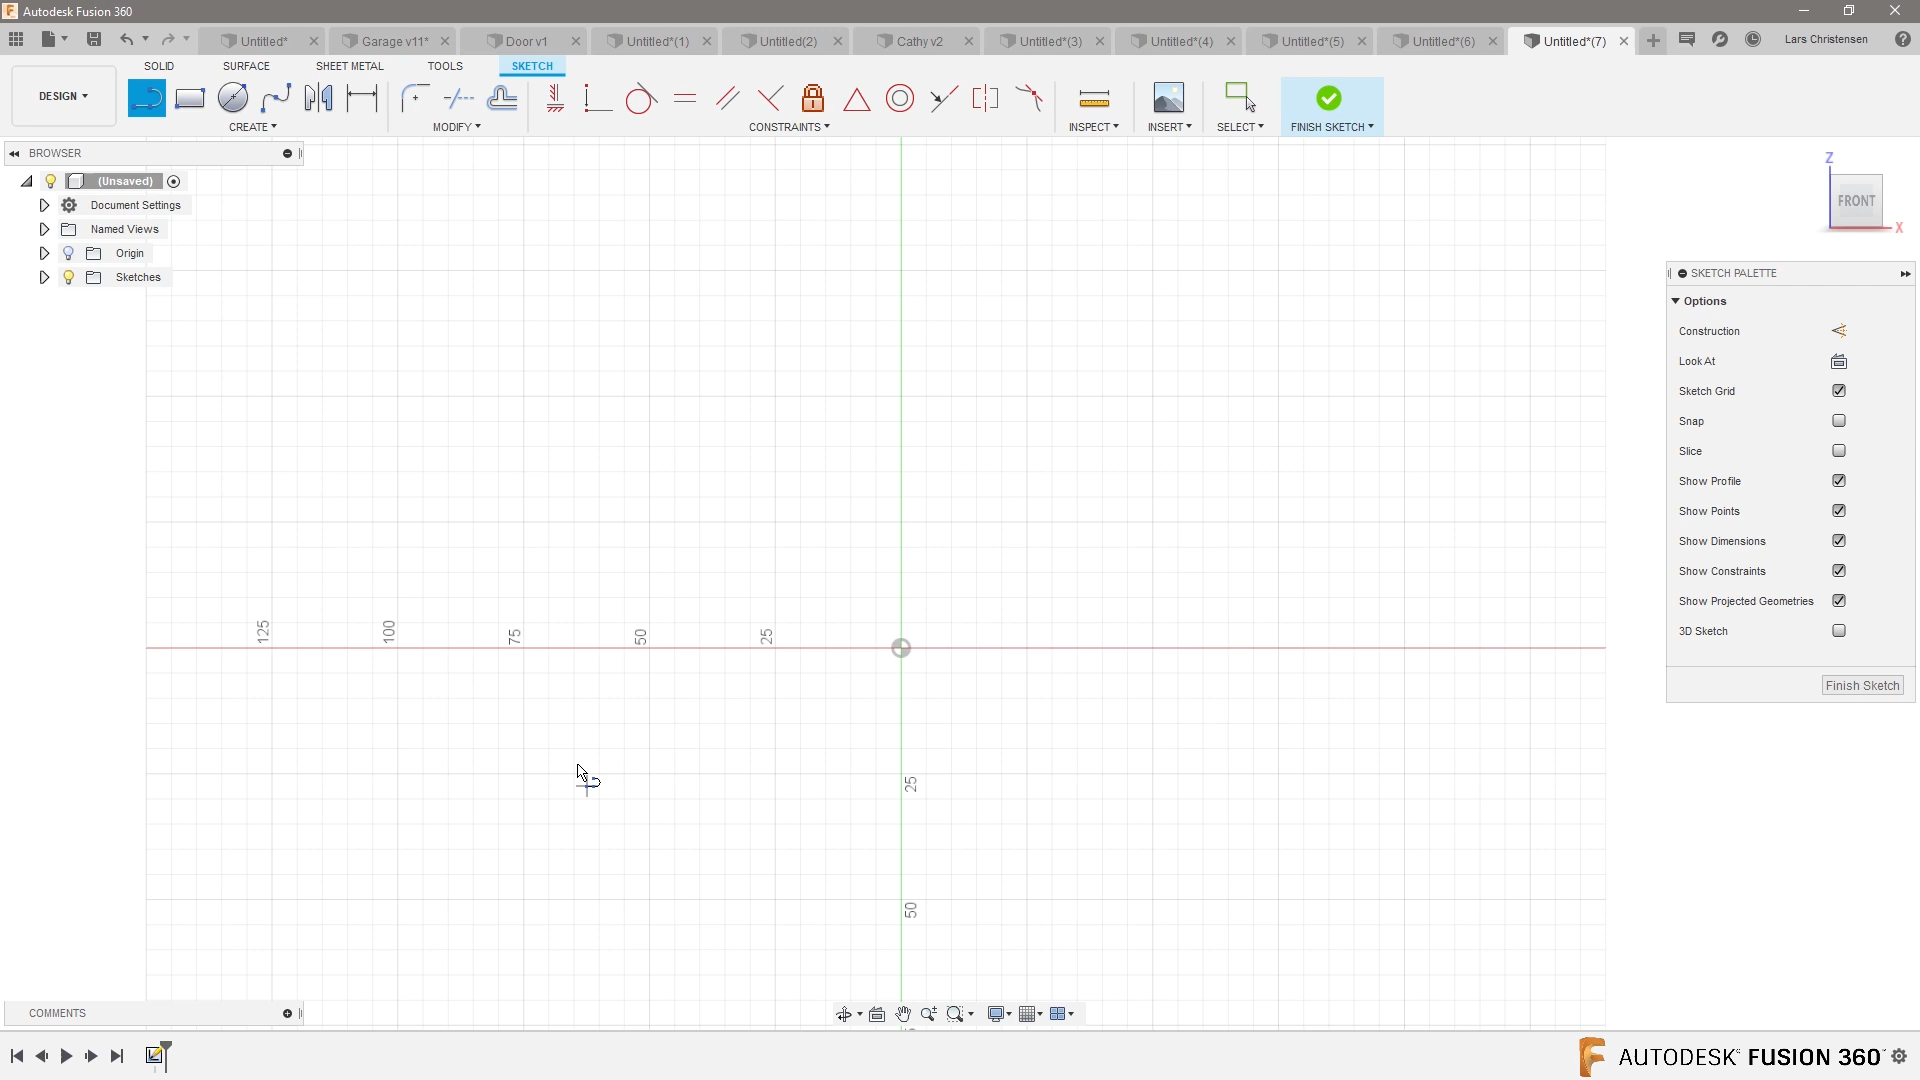 Autodesk Fusion 360
Untitled* Garage v11* Door v1 Untitled*(1) Untitled(2) Cathy v2 Untitled*(3) Untitled*(4) Untitled*(5) Untitled*(6) Untitled*(7) Lars Christensen
SOLID SURFACE SHEET METAL TOOLS SKETCH
DESIGN
CREATE MODIFY CONSTRAINTS INSPECT INSERT SELECT FINISH SKETCH
BROWSER
(Unsaved)
Document Settings
Named Views
Origin
Sketches
Z
FRONT
X
SKETCH PALETTE
Options
Construction
Look At
Sketch Grid
Snap
Slice
Show Profile
Show Points
Show Dimensions
Show Constraints
Show Projected Geometries
3D Sketch
Finish Sketch
125 100 75 50 25
25
50
COMMENTS
AUTODESK FUSION 360